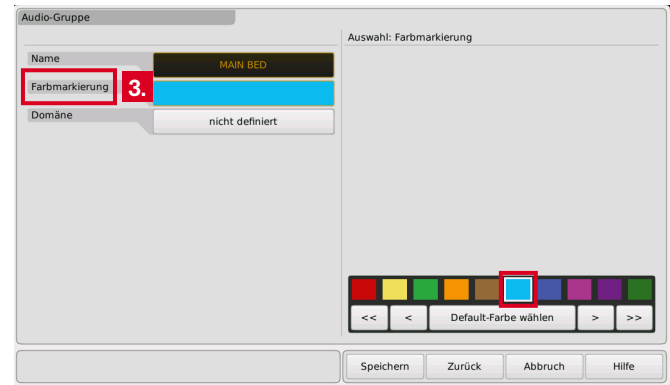 Audio-Gruppe
Auswahl: Farbmarkierung
Name
MAIN BED
Farbmarkierung
3.
Domäne
nicht definiert
<< < Default-Farbe wählen > >>
Speichern Zurück Abbruch Hilfe